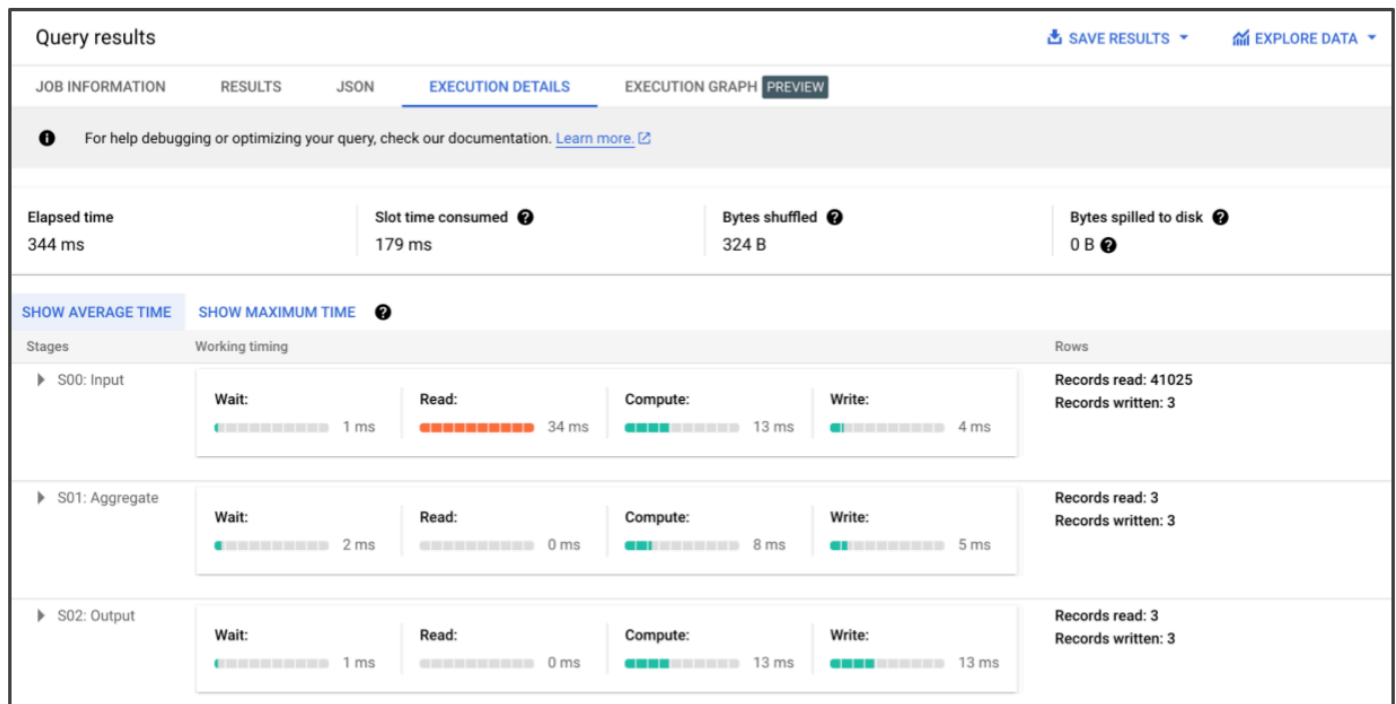 Query results
SAVE RESULTS
EXPLORE DATA
JOB INFORMATION
RESULTS
JSON
EXECUTION DETAILS
EXECUTION GRAPH PREVIEW
For help debugging or optimizing your query, check our documentation. Learn more.
Elapsed time
344 ms
Slot time consumed
179 ms
Bytes shuffled
324 B
Bytes spilled to disk
0 B
SHOW AVERAGE TIME
SHOW MAXIMUM TIME
Stages
Working timing
Rows
S00: Input
Wait:
1 ms
Read:
34 ms
Compute:
13 ms
Write:
4 ms
Records read: 41025
Records written: 3
S01: Aggregate
Wait:
2 ms
Read:
0 ms
Compute:
8 ms
Write:
5 ms
Records read: 3
Records written: 3
S02: Output
Wait:
1 ms
Read:
0 ms
Compute:
13 ms
Write:
13 ms
Records read: 3
Records written: 3